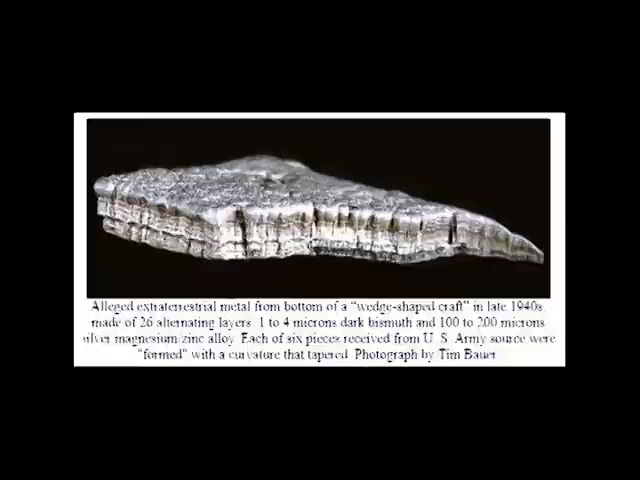 Alleged extraterrestrial metal from bottom of a "wedge-shaped craft" in late 1940s
made of 26 alternating layers 1 to 4 microns dark bismuth and 100 to 200 microns
silver magnesium/zinc alloy. Each of six pieces received from U. S. Army source were
"formed" with a curvature that tapered. Photograph by Tim Bauer